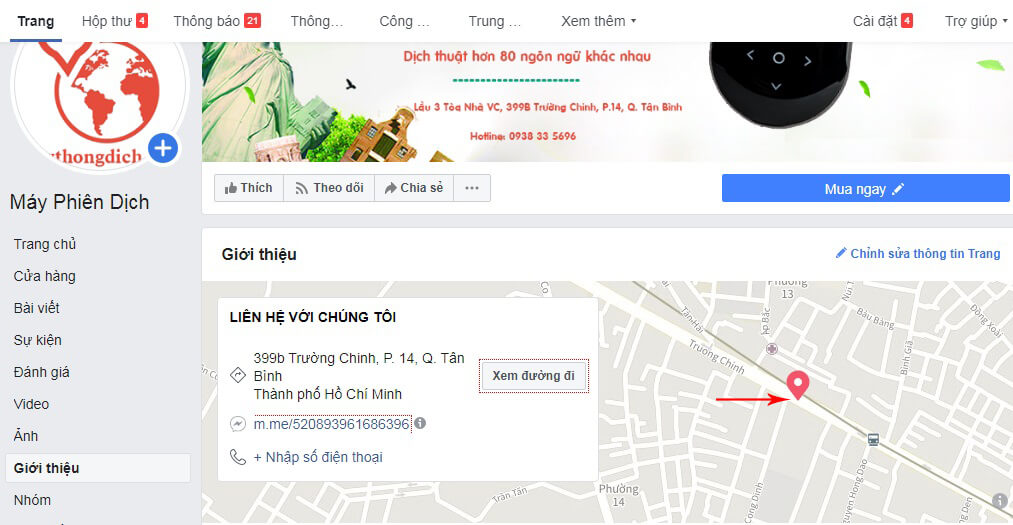 Trang
Hộp thư 4
Thông báo 21
Thông…
Công …
Trung …
Xem thêm
Cài đặt 4
Trợ giúp
Dịch thuật hơn 80 ngôn ngữ khác nhau
Lầu 3 Tòa Nhà VC, 399B Trường Chinh, P.14, Q. Tân Bình
Hotline: 0938 33 5696
thongdich
Máy Phiên Dịch
Thích
Theo dõi
Chia sẻ
Mua ngay
Trang chủ
Cửa hàng
Bài viết
Sự kiện
Đánh giá
Video
Ảnh
Giới thiệu
Nhóm
Giới thiệu
Chỉnh sửa thông tin Trang
LIÊN HỆ VỚI CHÚNG TÔI
399b Trường Chinh, P. 14, Q. Tân
Bình
Thành phố Hồ Chí Minh
Xem đường đi
m.me/520893961686396
+ Nhập số điện thoại
Phường
13
Tân Hải
Ấp Bắc
Bàu Bàng
Bình Giã
Đồng Xoài
Trường Chinh
Trần Tấn
Phường
14
Nguyen Hong Dao